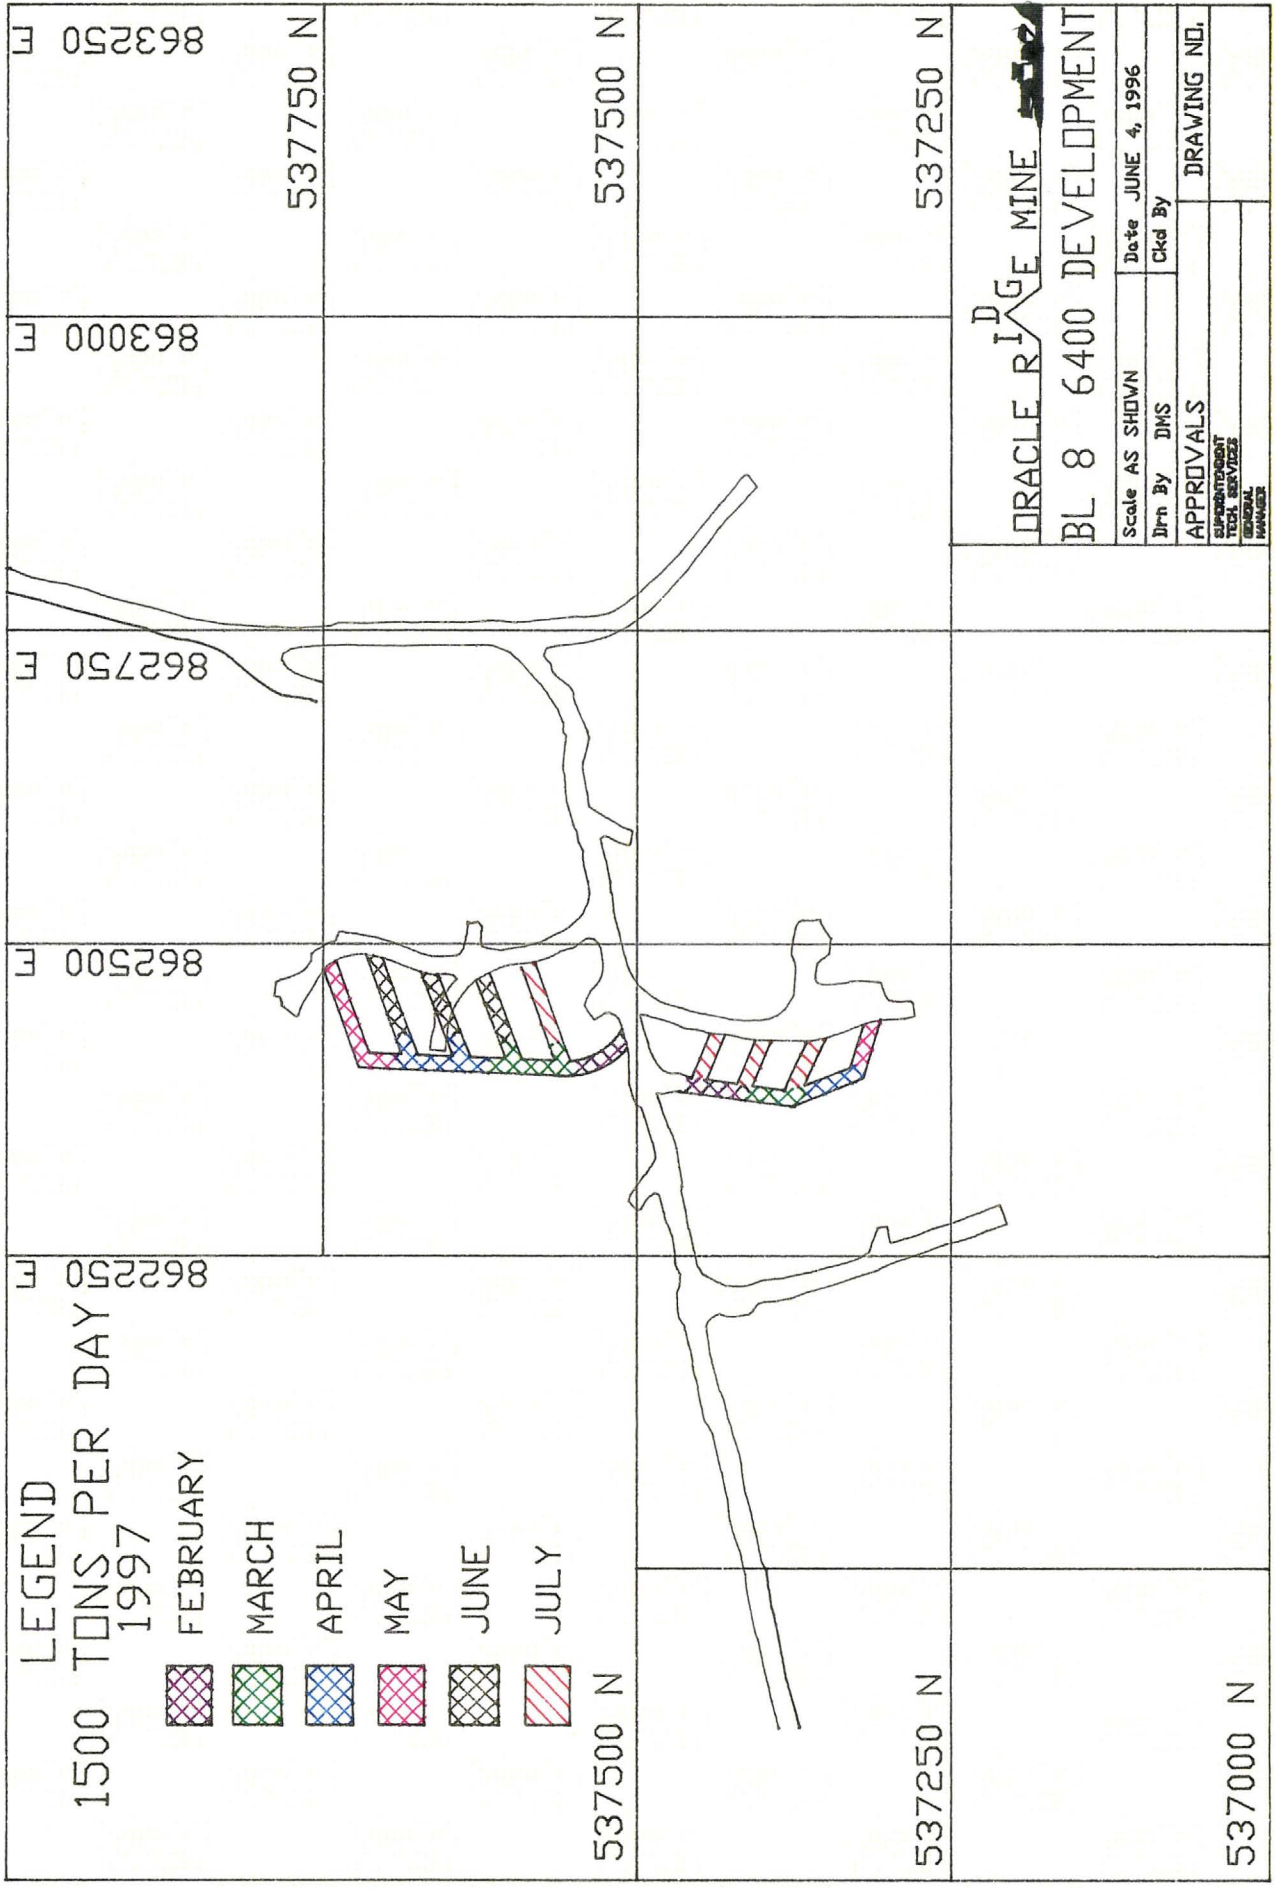 LEGEND
1500 TONS PER DAY
1997
FEBRUARY
MARCH
APRIL
MAY
JUNE
JULY
862250 E
862500 E
862750 E
863000 E
863250 E
537750 N
537500 N
537500 N
537250 N
537250 N
537000 N
ORACLE RIDGE MINE
BL 8 6400 DEVELOPMENT
Scale AS SHOWN
Date JUNE 4, 1996
Drn By DMS
Ckd By
APPROVALS
DRAWING NO.
SUPERINTENDENT
TECH. SERVICES
GENERAL
MANAGER